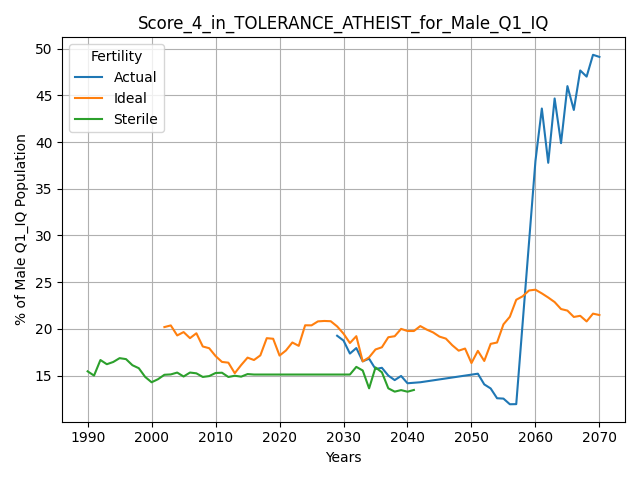 Score_4_in_TOLERANCE_ATHEIST_for_Male_Q1_IQ
% of Male Q1_IQ Population
50
45
40
35
30
25
20
15
Fertility
Actual
Ideal
Sterile
1990 2000 2010 2020 2030 2040 2050 2060 2070
Years